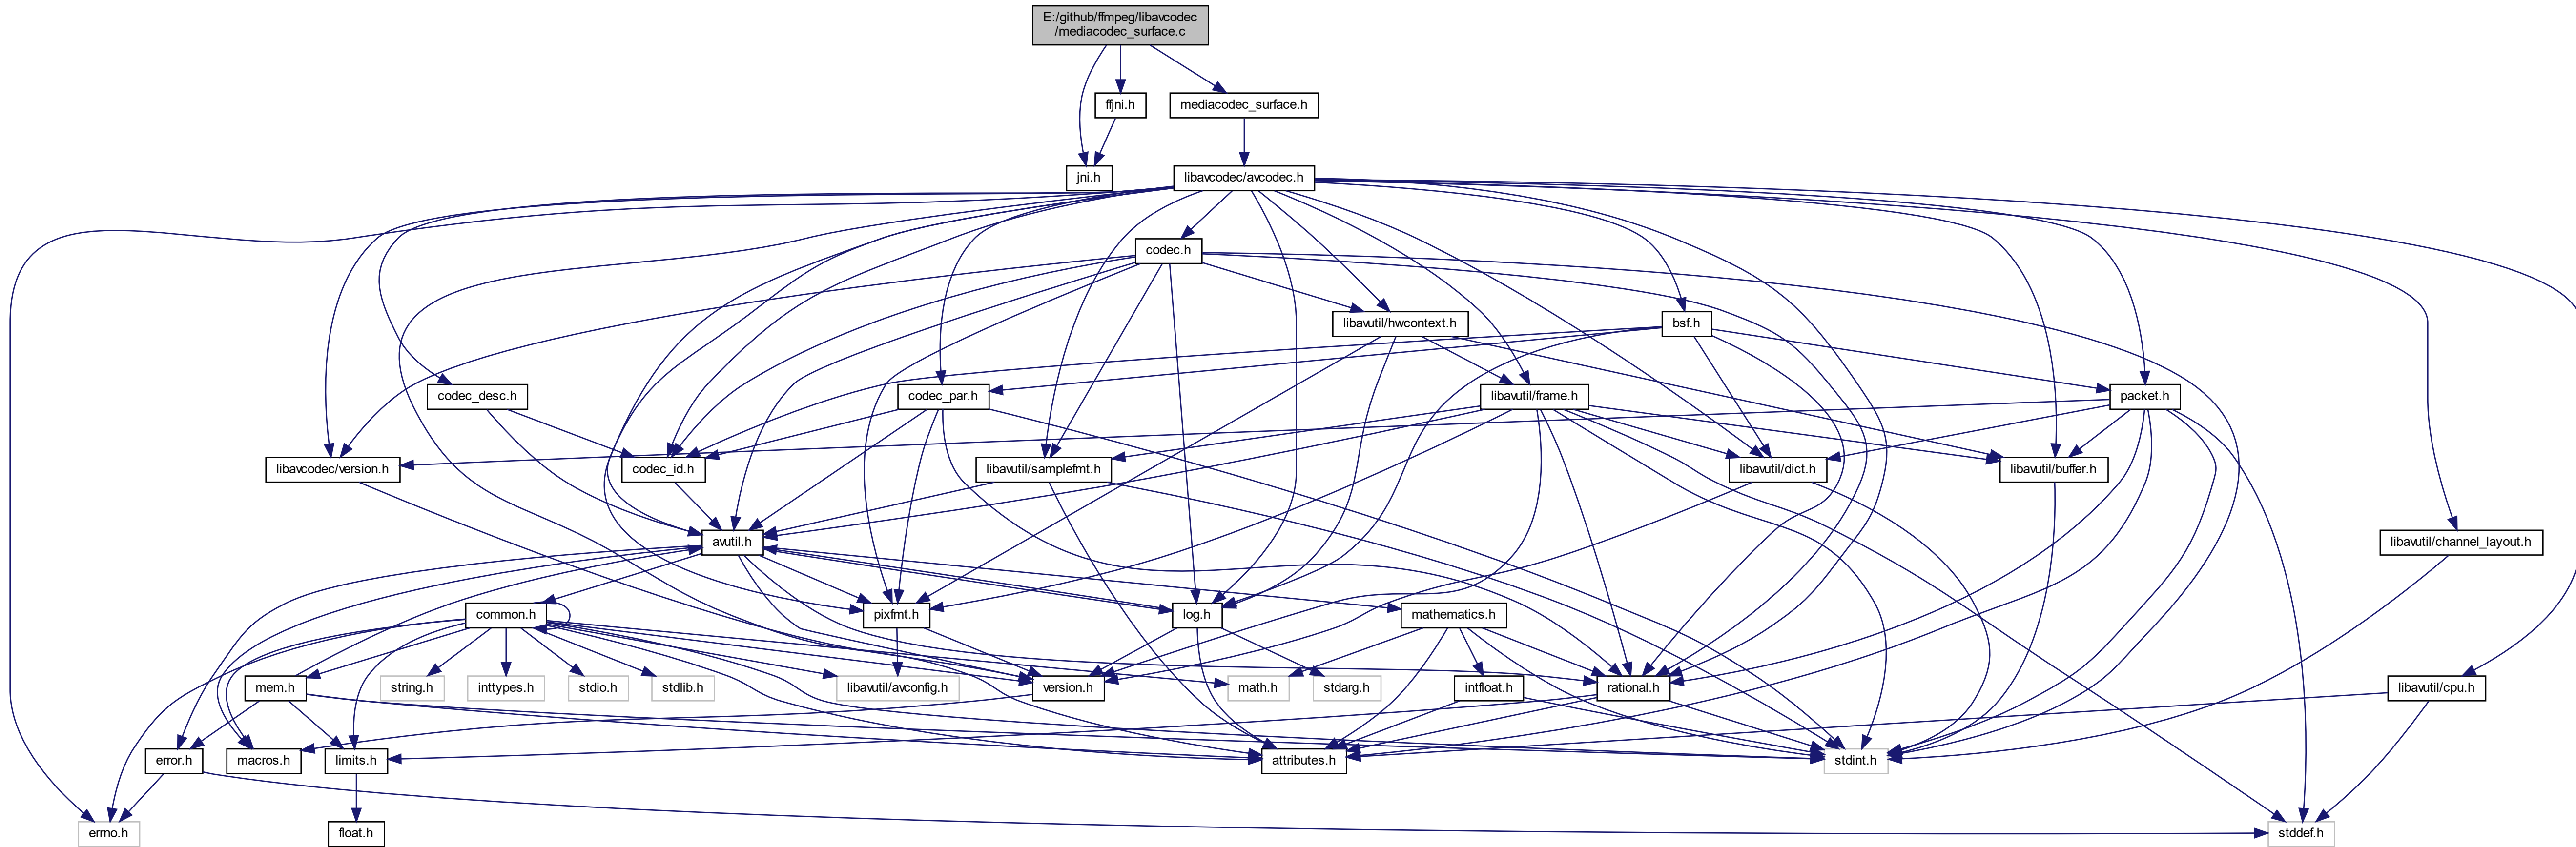 E:/github/ffmpeg/libavcodec
/mediacodec_surface.c
ffjni.h
mediacodec_surface.h
jni.h
libavcodec/avcodec.h
codec.h
libavutil/hwcontext.h
bsf.h
codec_desc.h
codec_par.h
libavutil/frame.h
packet.h
libavcodec/version.h
codec_id.h
libavutil/samplefmt.h
libavutil/dict.h
libavutil/buffer.h
avutil.h
libavutil/channel_layout.h
common.h
pixfmt.h
log.h
mathematics.h
mem.h
string.h
inttypes.h
stdio.h
stdlib.h
libavutil/avconfig.h
version.h
math.h
stdarg.h
intfloat.h
rational.h
libavutil/cpu.h
error.h
macros.h
limits.h
attributes.h
stdint.h
errno.h
float.h
stddef.h